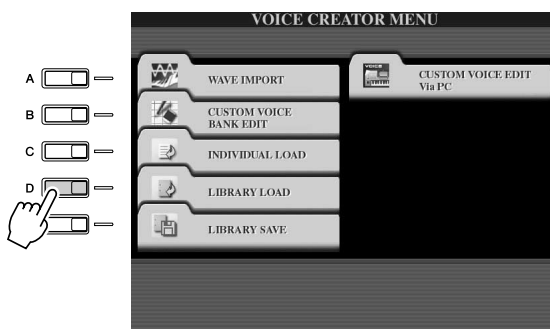 VOICE CREATOR MENU
A
WAVE IMPORT
B
CUSTOM VOICE
BANK EDIT
C
INDIVIDUAL LOAD
D
LIBRARY LOAD
LIBRARY SAVE
VOICE
CUSTOM VOICE EDIT
Via PC